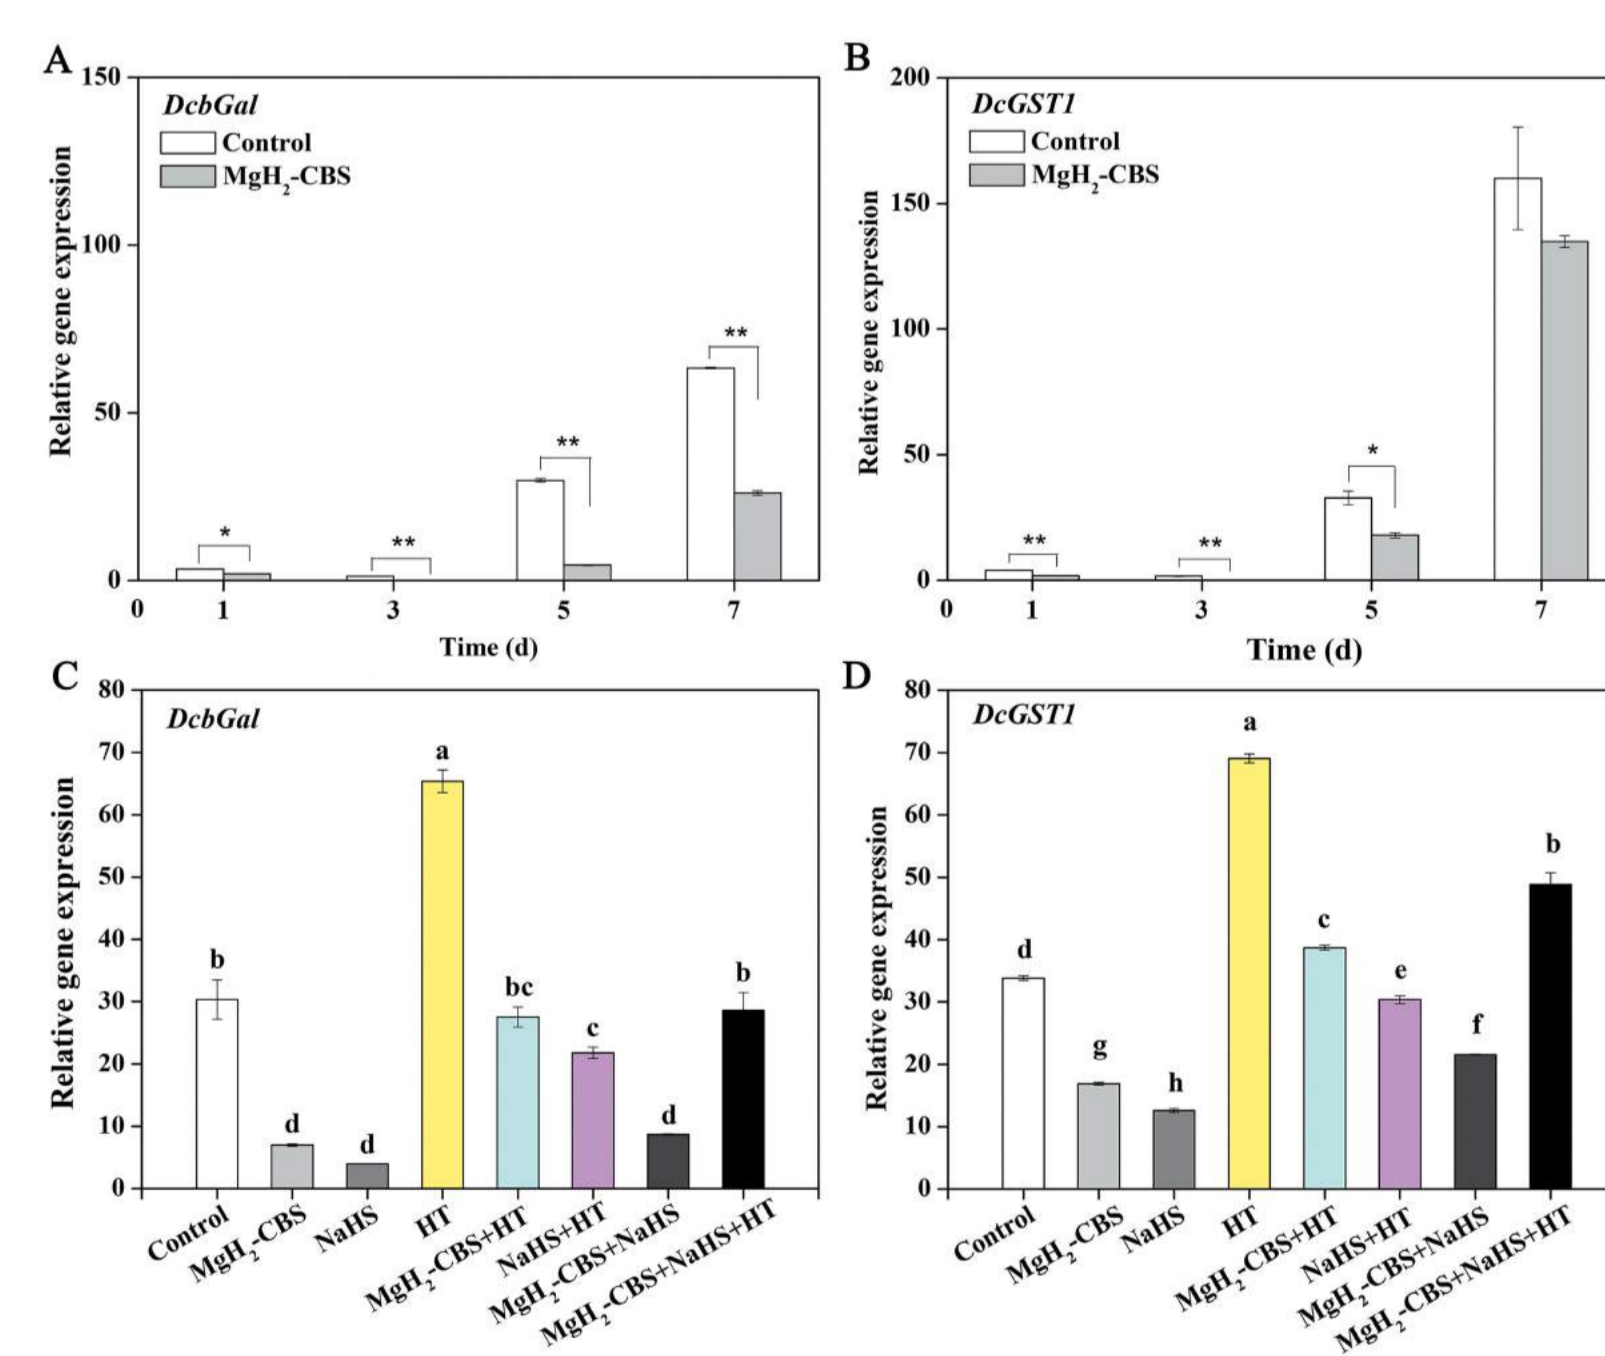 A
B
150
100
50
0
Relative gene expression
DcbGal
Control
MgH2-CBS
*
**
**
**
0 1 3 5 7
Time (d)
200
150
100
50
0
Relative gene expression
DcGST1
Control
MgH2-CBS
**
**
*
0 1 3 5 7
Time (d)
C
D
80
70
60
50
40
30
20
10
0
Relative gene expression
DcbGal
b
d
d
a
bc
c
d
b
Control
MgH2-CBS
NaHS
HT
MgH2-CBS+HT
NaHS+HT
MgH2-CBS+NaHS
MgH2-CBS+NaHS+HT
80
70
60
50
40
30
20
10
0
Relative gene expression
DcGST1
d
g
h
a
c
e
f
b
Control
MgH2-CBS
NaHS
HT
MgH2-CBS+HT
NaHS+HT
MgH2-CBS+NaHS
MgH2-CBS+NaHS+HT